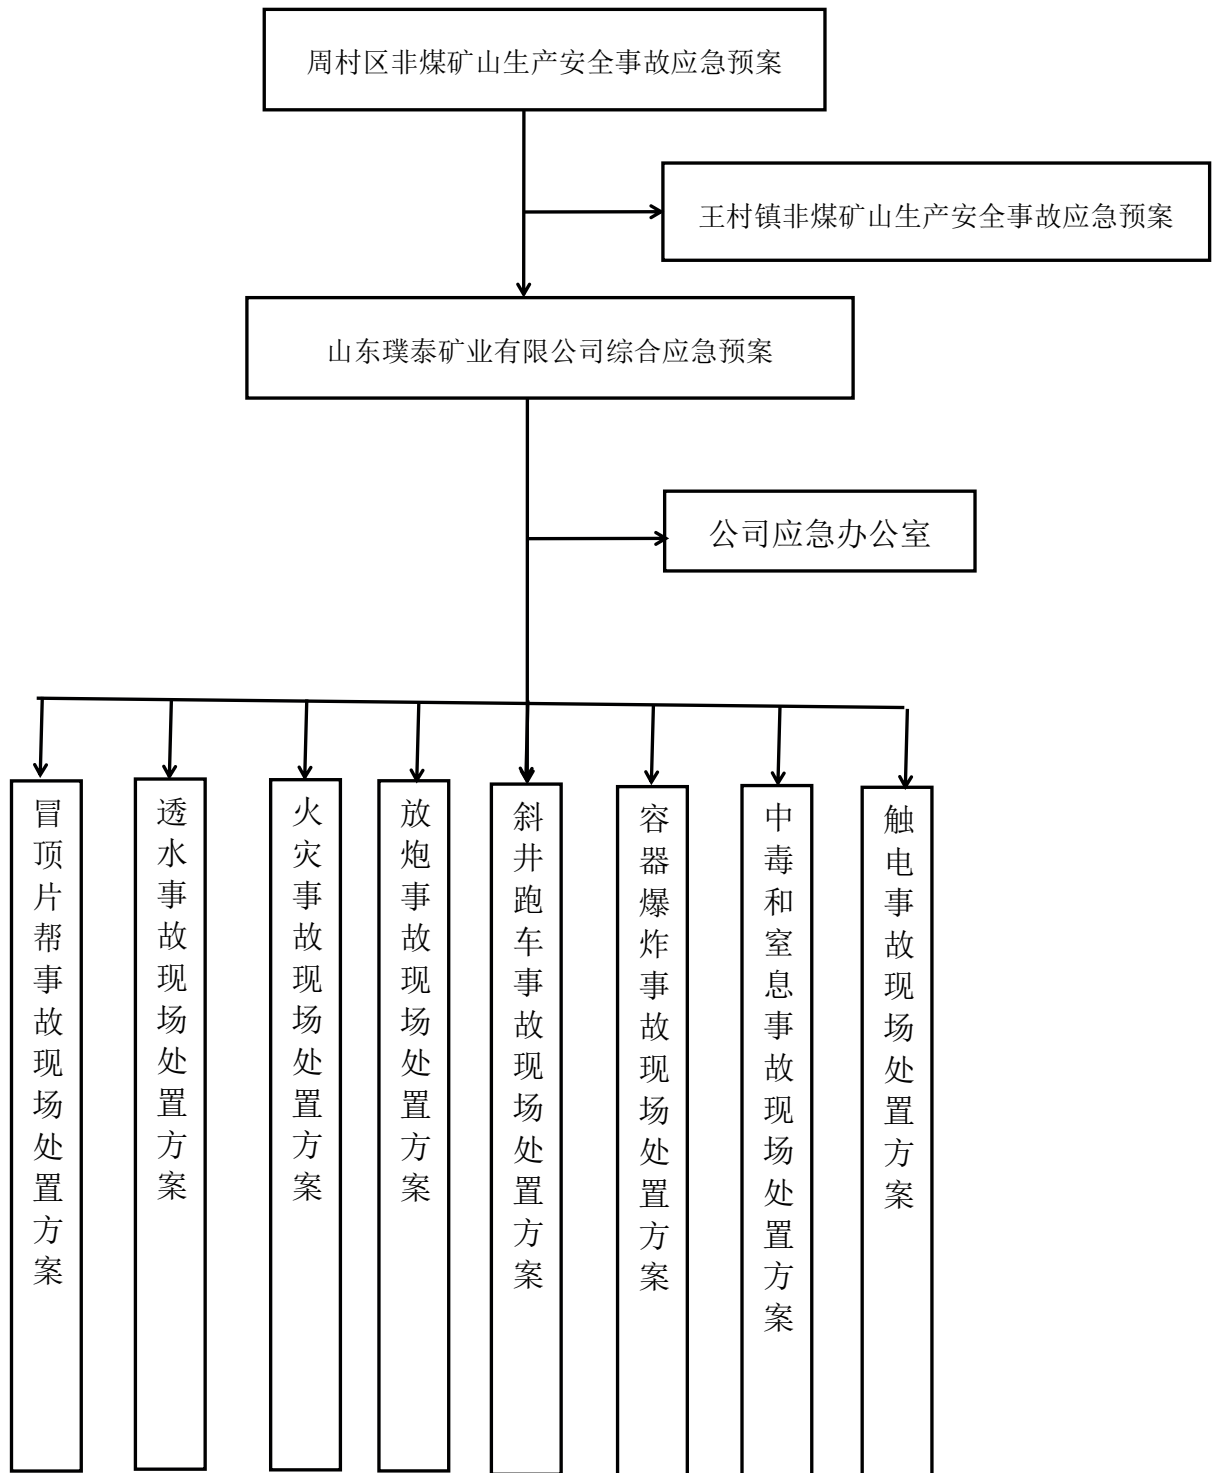 周村区非煤矿山生产安全事故应急预案
王村镇非煤矿山生产安全事故应急预案
山东璞泰矿业有限公司综合应急预案
公司应急办公室
冒顶片帮事故现场处置方案
透水事故现场处置方案
火灾事故现场处置方案
放炮事故现场处置方案
斜井跑车事故现场处置方案
容器爆炸事故现场处置方案
中毒和窒息事故现场处置方案
触电事故现场处置方案